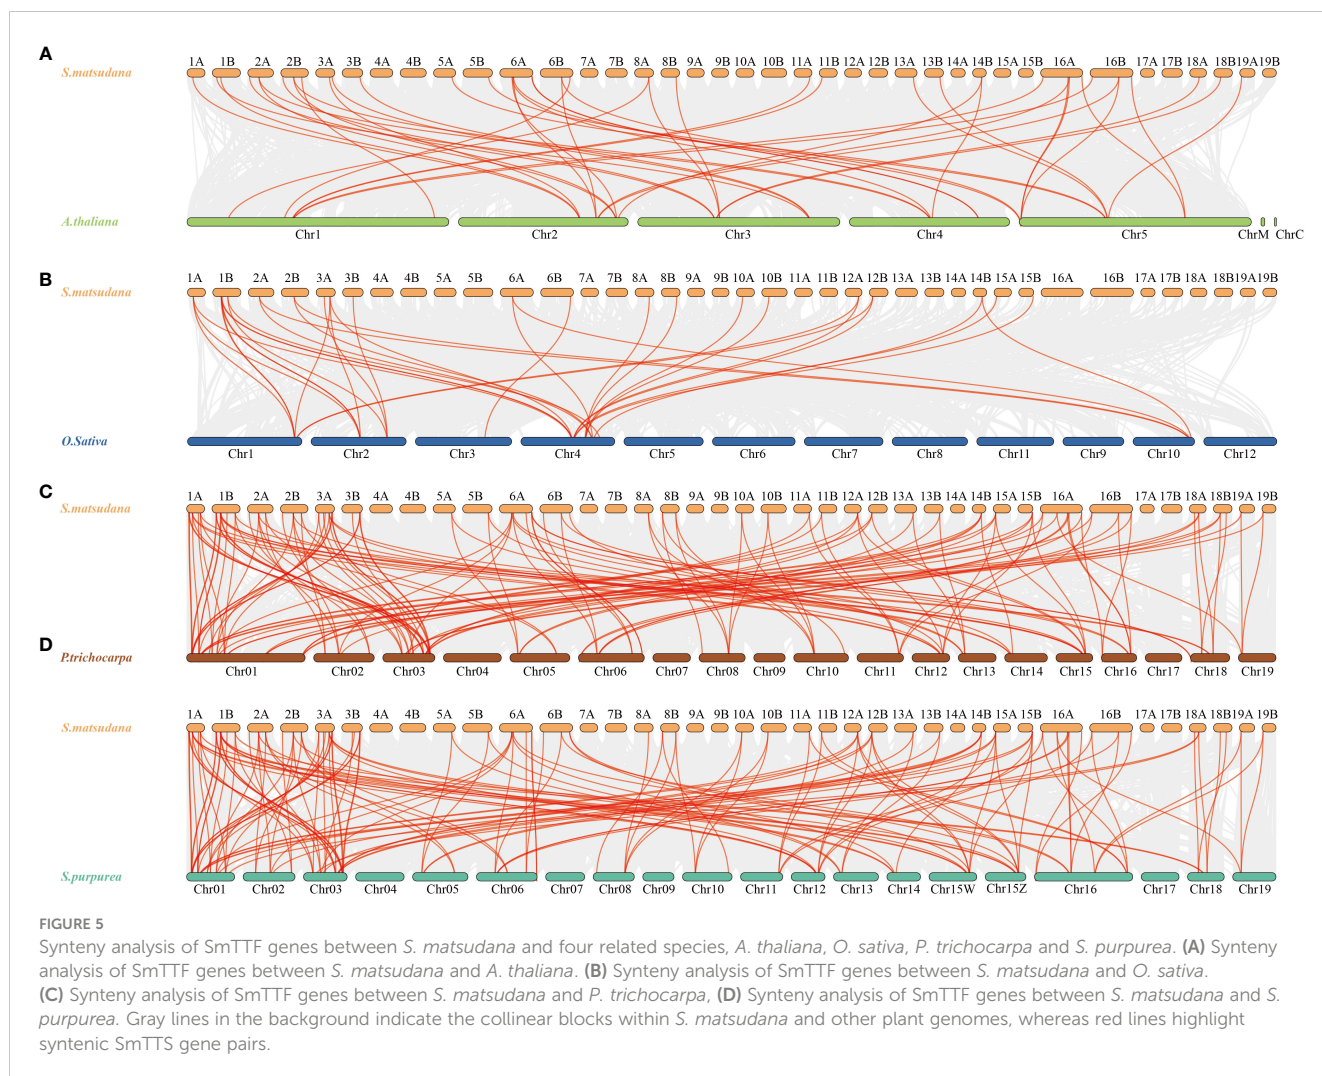 A
1A 1B 2A 2B 3A 3B 4A 4B 5A 5B 6A 6B 7A 7B 8A 8B 9A 9B 10A 10B 11A 11B 12A 12B 13A 13B 14A 14B 15A 15B 16A 16B 17A 17B 18A 18B 19A 19B
S.matsudana
A.thaliana
Chr1 Chr2 Chr3 Chr4 Chr5 ChrM ChrC
B
1A 1B 2A 2B 3A 3B 4A 4B 5A 5B 6A 6B 7A 7B 8A 8B 9A 9B 10A 10B 11A 11B 12A 12B 13A 13B 14A 14B 15A 15B 16A 16B 17A 17B 18A 18B 19A 19B
S.matsudana
O.Sativa
Chr1 Chr2 Chr3 Chr4 Chr5 Chr6 Chr7 Chr8 Chr11 Chr9 Chr10 Chr12
C
1A 1B 2A 2B 3A 3B 4A 4B 5A 5B 6A 6B 7A 7B 8A 8B 9A 9B 10A 10B 11A 11B 12A 12B 13A 13B 14A 14B 15A 15B 16A 16B 17A 17B 18A 18B 19A 19B
S.matsudana
D
P.trichocarpa
Chr01 Chr02 Chr03 Chr04 Chr05 Chr06 Chr07 Chr08 Chr09 Chr10 Chr11 Chr12 Chr13 Chr14 Chr15 Chr16 Chr17 Chr18 Chr19
1A 1B 2A 2B 3A 3B 4A 4B 5A 5B 6A 6B 7A 7B 8A 8B 9A 9B 10A 10B 11A 11B 12A 12B 13A 13B 14A 14B 15A 15B 16A 16B 17A 17B 18A 18B 19A 19B
S.matsudana
S.purpurea
Chr01 Chr02 Chr03 Chr04 Chr05 Chr06 Chr07 Chr08 Chr09 Chr10 Chr11 Chr12 Chr13 Chr14 Chr15W Chr15Z Chr16 Chr17 Chr18 Chr19
FIGURE 5
Synteny analysis of SmTTF genes between S. matsudana and four related species, A. thaliana, O. sativa, P. trichocarpa and S. purpurea. (A) Synteny
analysis of SmTTF genes between S. matsudana and A. thaliana. (B) Synteny analysis of SmTTF genes between S. matsudana and O. sativa.
(C) Synteny analysis of SmTTF genes between S. matsudana and P. trichocarpa, (D) Synteny analysis of SmTTF genes between S. matsudana and S.
purpurea. Gray lines in the background indicate the collinear blocks within S. matsudana and other plant genomes, whereas red lines highlight
syntenic SmTTS gene pairs.